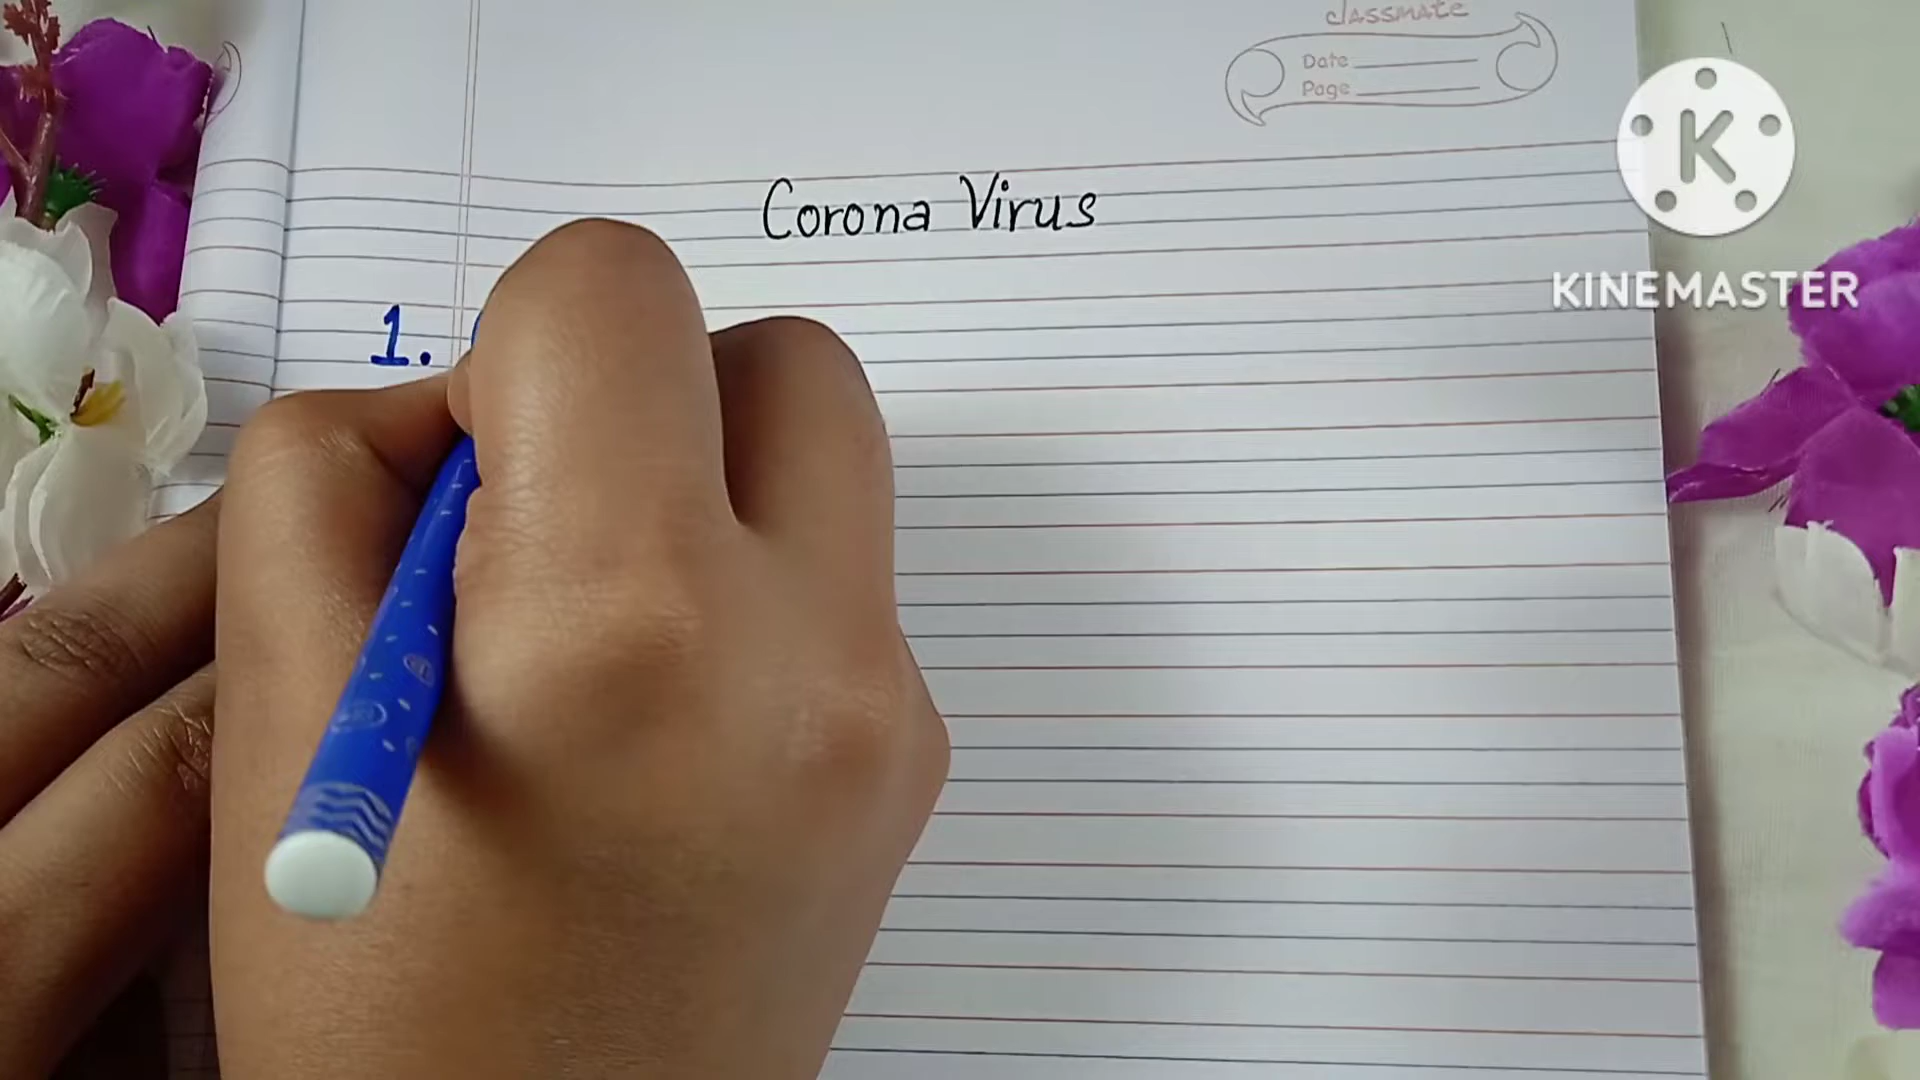 classmate
Date
Page
Corona Virus
1.
KINEMASTER